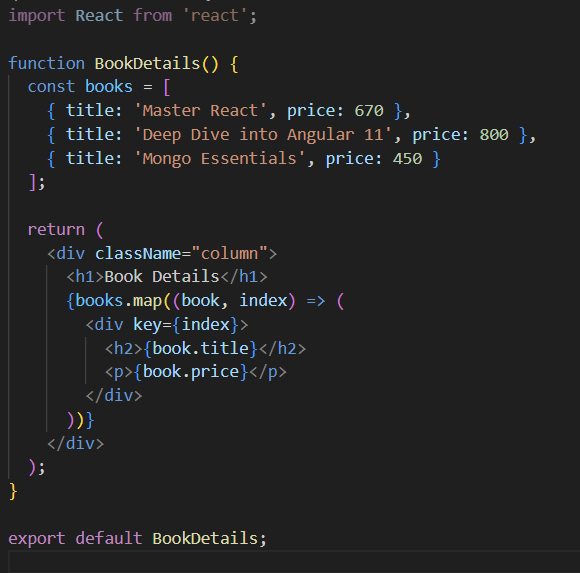 import React from 'react';

function BookDetails() {
  const books = [
    { title: 'Master React', price: 670 },
    { title: 'Deep Dive into Angular 11', price: 800 },
    { title: 'Mongo Essentials', price: 450 }
  ];

  return (
    <div className="column">
      <h1>Book Details</h1>
      {books.map((book, index) => (
        <div key={index}>
          <h2>{book.title}</h2>
          <p>{book.price}</p>
        </div>
      ))}
    </div>
  );
}

export default BookDetails;